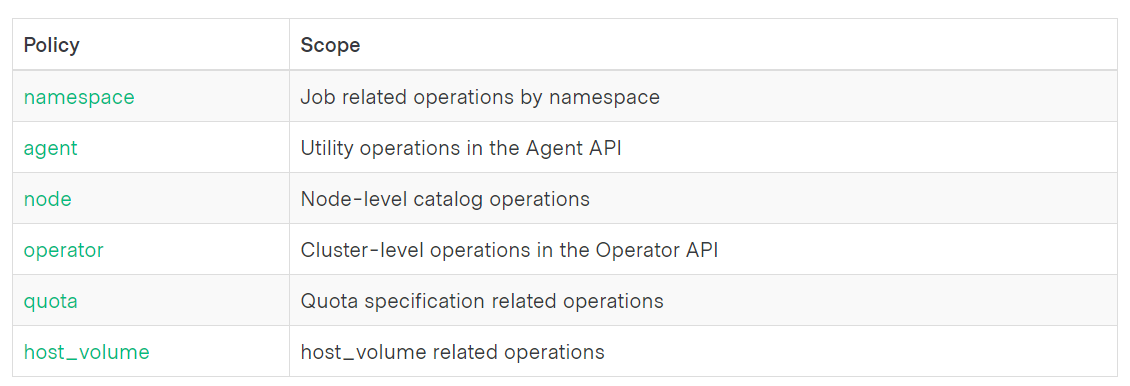 Policy Scope
namespace Job related operations by namespace
agent Utility operations in the Agent API
node Node-level catalog operations
operator Cluster-level operations in the Operator API
quota Quota specification related operations
host_volume host_volume related operations